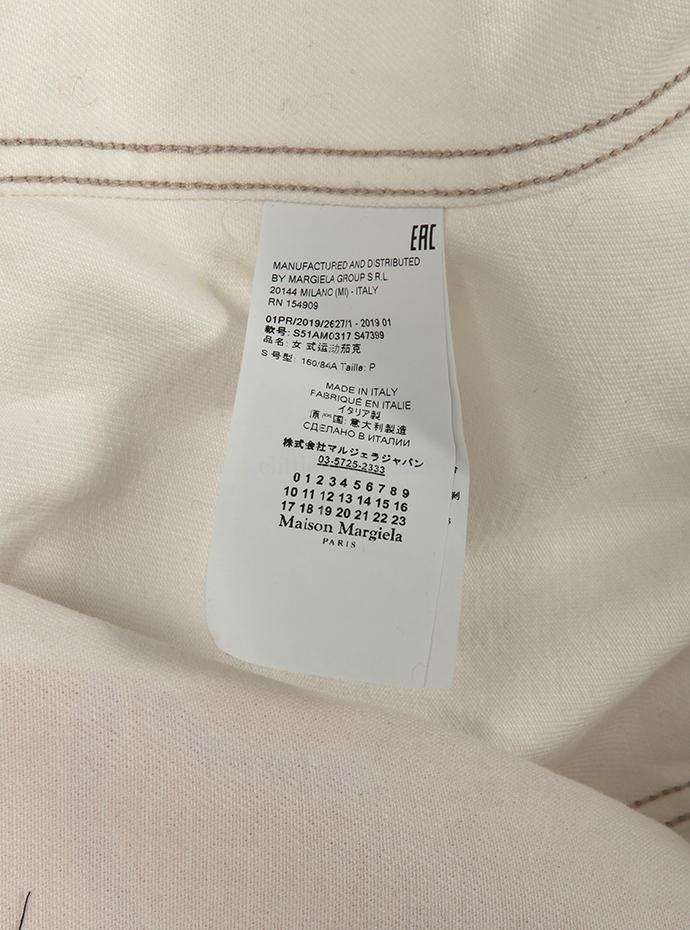 EAC
MANUFACTURED AND DISTRIBUTED
BY MARGIELA GROUP S.R.L.
20144 MILANO (MI) - ITALY
RN 154909
01PR/2019/2627/1 - 2019 01
款号: S51AM0317 S47399
品名: 女 式运动茄克
S 号型: 160/84A Taille: P
MADE IN ITALY
FABRIQUÉ EN ITALIE
イタリア製
原产国: 意大利製造
СДЕЛАНО В ИТАЛИИ
株式会社マルジェラジャパン
03-5725-2333
0 1 2 3 4 5 6 7 8 9
10 11 12 13 14 15 16
17 18 19 20 21 22 23
Maison Margiela
PARIS